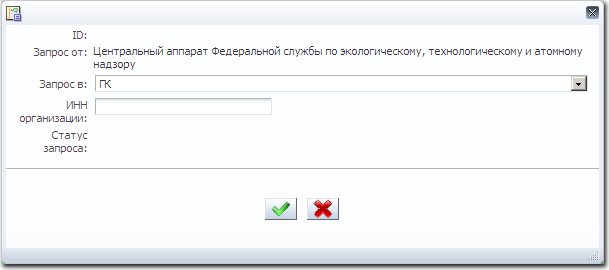 ID:
Запрос от: Центральный аппарат Федеральной службы по экологическому, технологическому и атомному
надзору
Запрос в: ГК
ИНН
организации:
Статус
запроса: